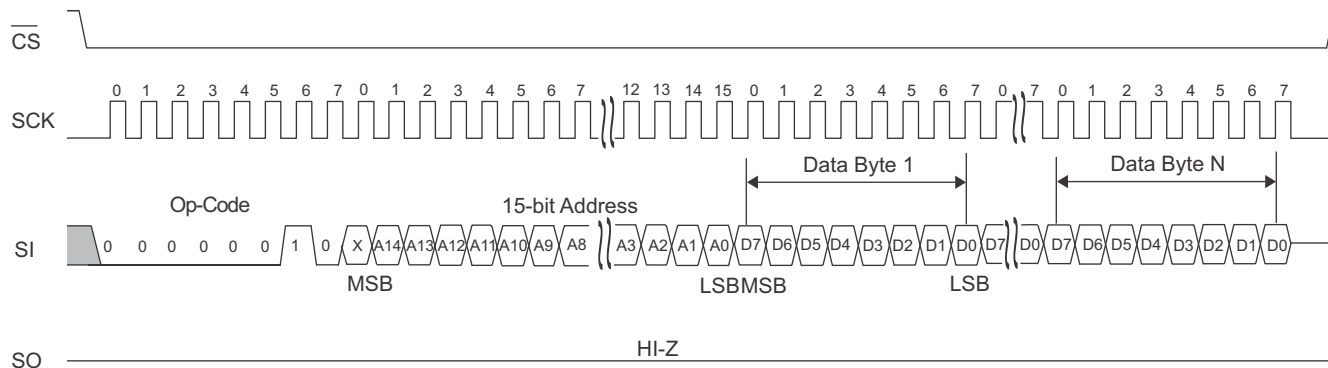 CS
0 1 2 3 4 5 6 7 0 1 2 3 4 5 6 7 12 13 14 15 0 1 2 3 4 5 6 7 0 7 0 1 2 3 4 5 6 7
SCK
Data Byte 1 Data Byte N
Op-Code 15-bit Address
SI 0 0 0 0 0 0 1 0 X A14 A13 A12 A11 A10 A9 A8 A3 A2 A1 A0 D7 D6 D5 D4 D3 D2 D1 D0 D7 D0 D7 D6 D5 D4 D3 D2 D1 D0
MSB LSB MSB LSB
HI-Z
SO